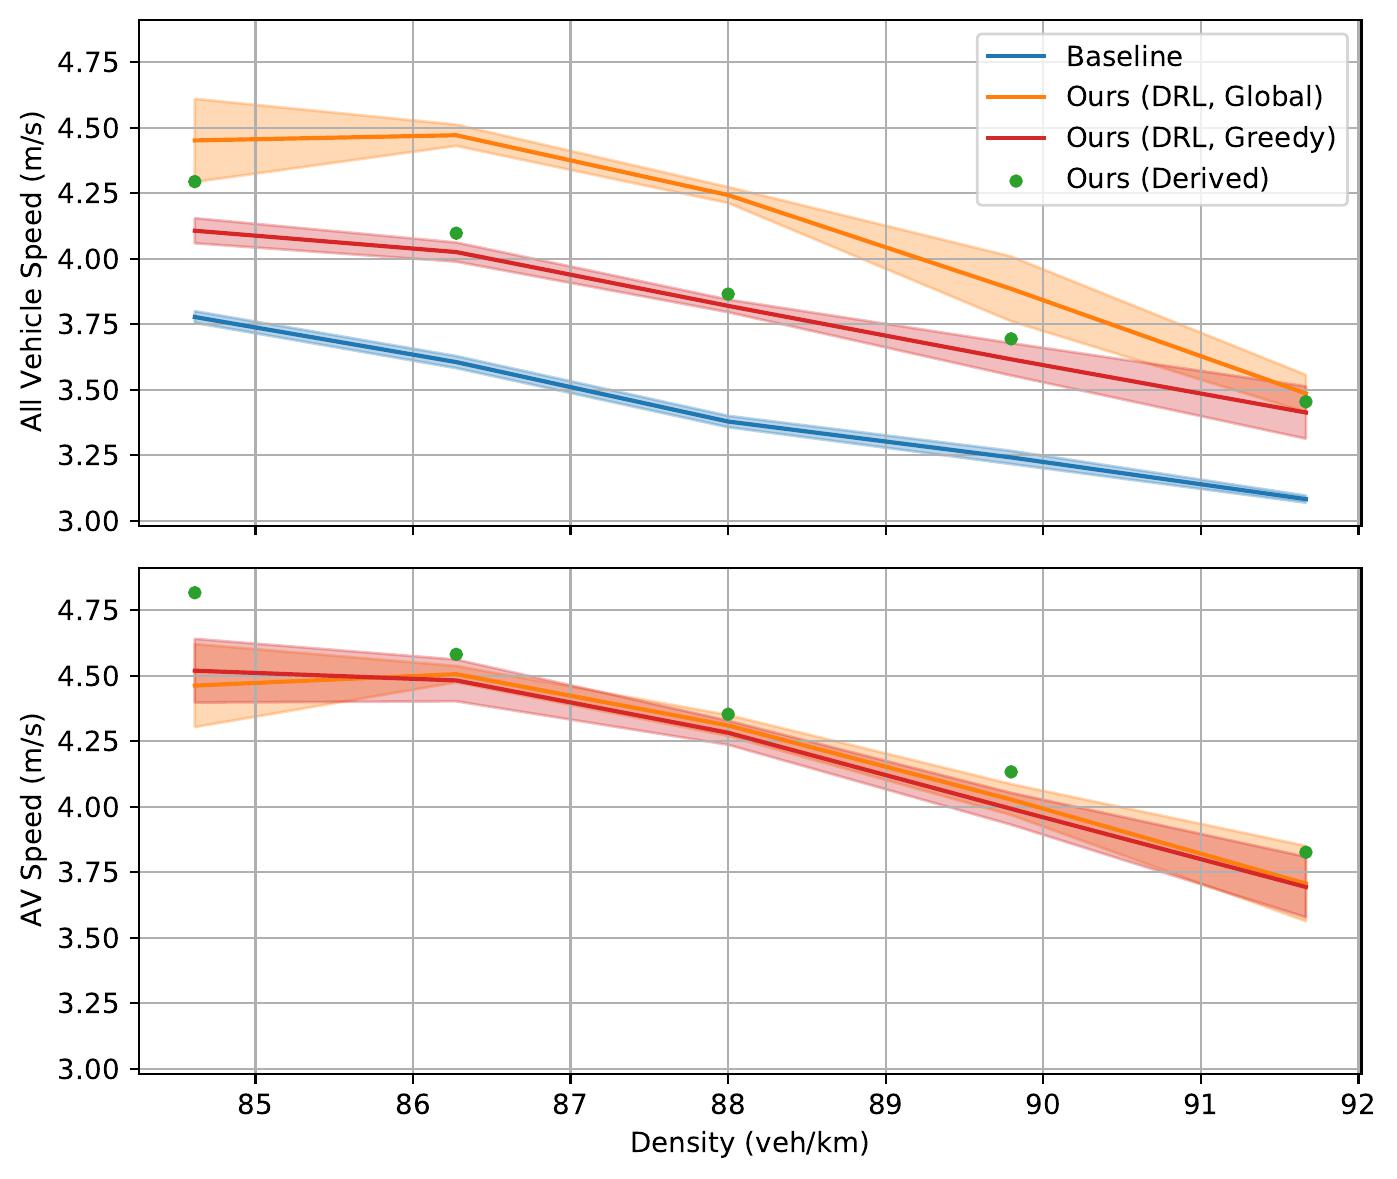 4.75
4.50
4.25
4.00
3.75
3.50
3.25
3.00
All Vehicle Speed (m/s)
Baseline
Ours (DRL, Global)
Ours (DRL, Greedy)
Ours (Derived)
4.75
4.50
4.25
4.00
3.75
3.50
3.25
3.00
AV Speed (m/s)
85 86 87 88 89 90 91 92
Density (veh/km)